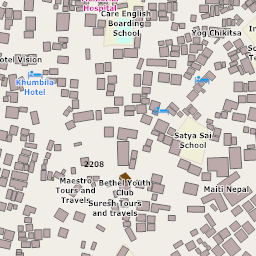 Hospital
Care English
Boarding
School
Yog Chikitsa
Hotel Vision
Khumbila
Hotel
Satya Sai
School
2208
Maestro
Tours and
Travels
Bethel Youth
Club
Suresh Tours
and travels
Maiti Nepal